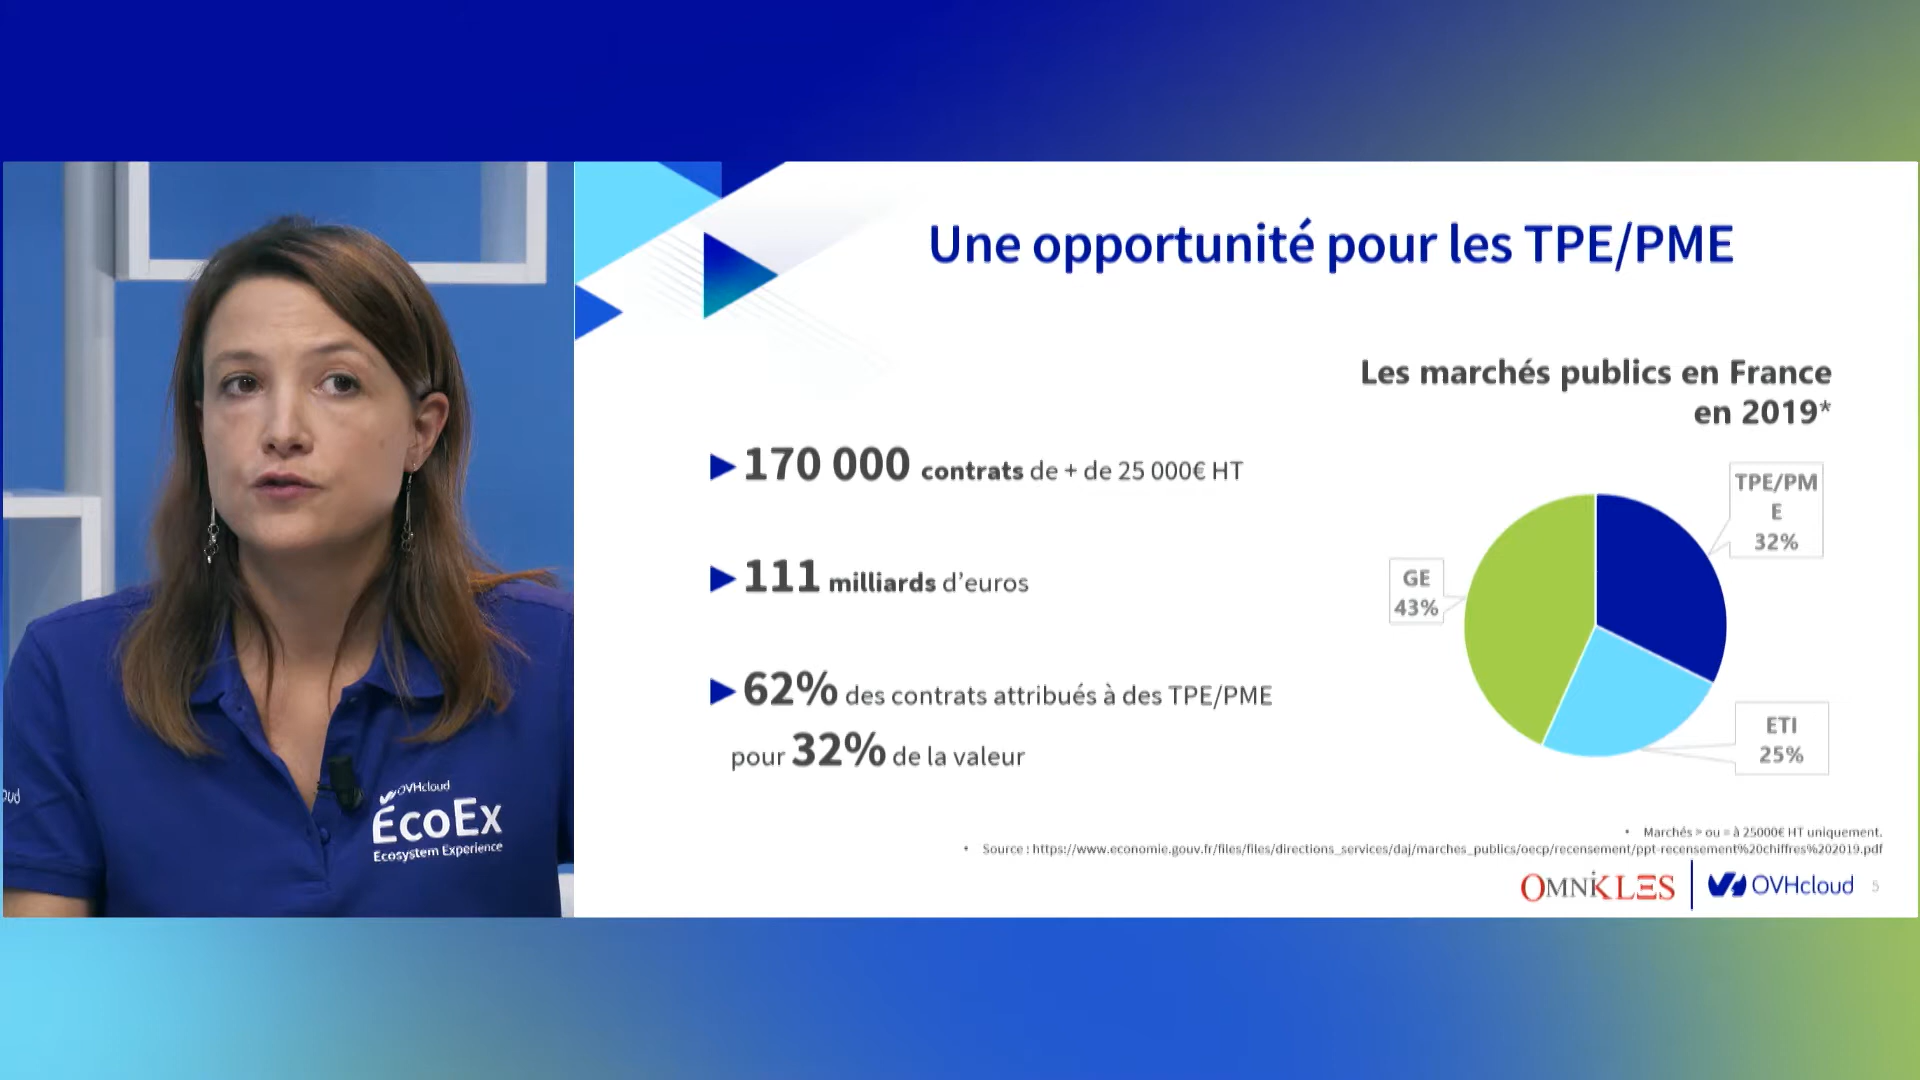 Une opportunité pour les TPE/PME
Les marchés publics en France
en 2019*
170 000 contrats de + de 25 000€ HT
111 milliards d’euros
62% des contrats attribués à des TPE/PME
pour 32% de la valeur
TPE/PM
E
32%
GE
43%
ETI
25%
• Marchés > ou = à 25000€ HT uniquement.
• Source : https://www.economie.gouv.fr/files/files/directions_services/daj/marches_publics/oecp/recensement/ppt-recensement%20chiffres%202019.pdf
OMNIKLES
OVHcloud
5
OVHcloud
ÉcoEx
Ecosystem Experience